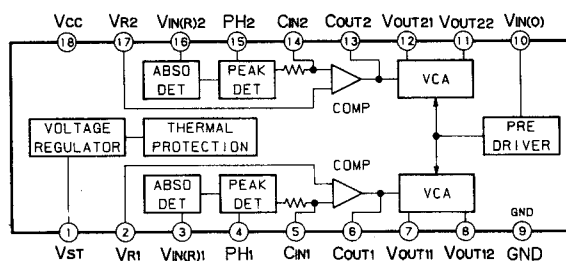 VCC VR2 VIN(R)2 PH2 CIN2 COUT2 VOUT21 VOUT22 VIN(O)
18 17 16 15 14 13 12 11 10
ABSO DET
PEAK DET
COMP
VCA
VOLTAGE REGULATOR
THERMAL PROTECTION
PRE DRIVER
COMP
ABSO DET
PEAK DET
VCA
GND
1 2 3 4 5 6 7 8 9
VST VR1 VIN(R)1 PH1 CIN1 COUT1 VOUT11 VOUT12 GND